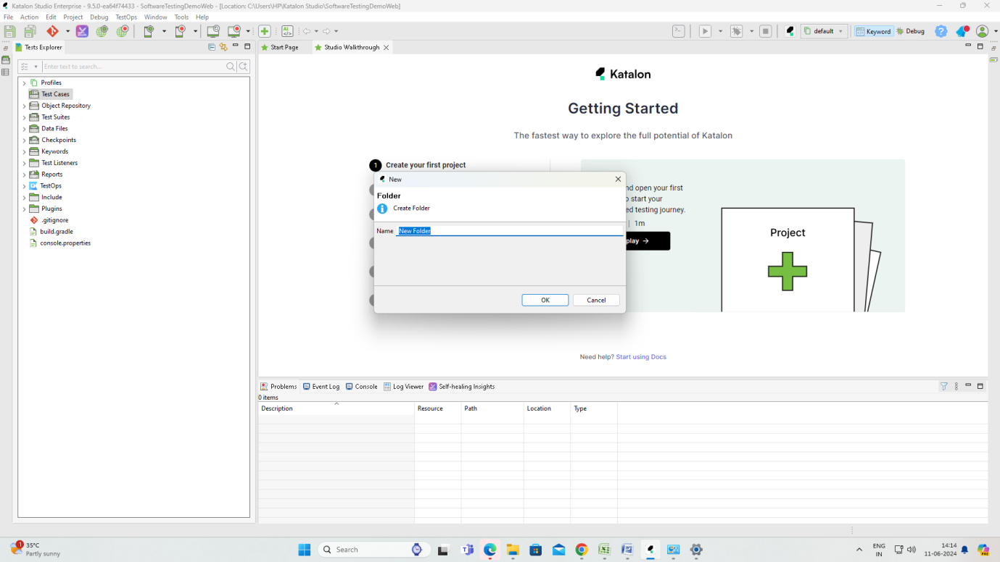 Katalon Studio Enterprise - 9.5.0-ea64f74433 - SoftwareTestingDemoWeb - [Location: C:\Users\HP\Katalon Studio\SoftwareTestingDemoWeb]
File Action Edit Project Debug TestOps Window Tools Help
default Keyword Debug
Tests Explorer
Start Page Studio Walkthrough
Enter text to search...
Profiles
Test Cases
Object Repository
Test Suites
Data Files
Checkpoints
Keywords
Test Listeners
Reports
TestOps
Include
Plugins
.gitignore
build.gradle
console.properties
Katalon
Getting Started
The fastest way to explore the full potential of Katalon
1 Create your first project
nd open your first
o start your
ed testing journey.
| 1m
play →
Project
New
Folder
Create Folder
Name New Folder
OK Cancel
Need help? Start using Docs
Problems Event Log Console Log Viewer Self-healing Insights
0 items
Description Resource Path Location Type
1
35°C
Partly sunny
Search
ENG
IN
14:14
11-06-2024
PRE